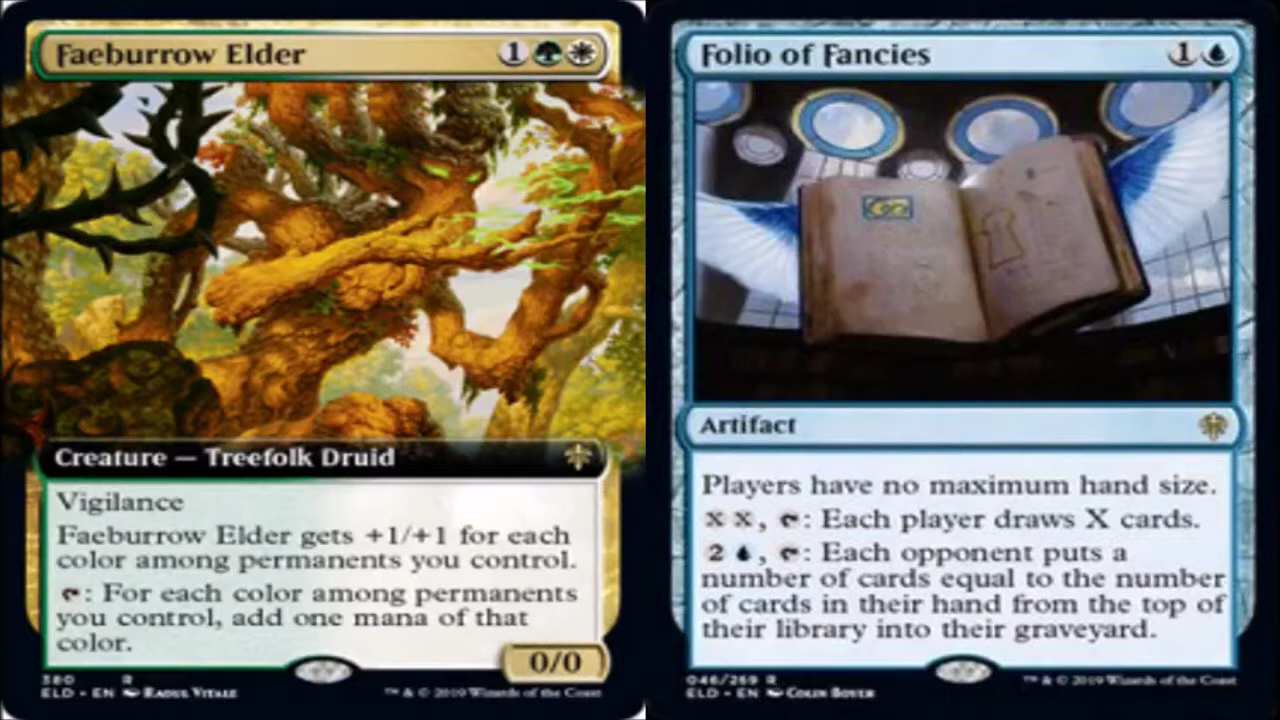 Faeburrow Elder 1
Creature — Treefolk Druid
Vigilance
Faeburrow Elder gets +1/+1 for each
color among permanents you control.
: For each color among permanents
you control, add one mana of that
color.
0/0
380 R
ELD • EN Raoul Vitale
™ & © 2019 Wizards of the Coast
Folio of Fancies 1
Artifact
Players have no maximum hand size.
X X, : Each player draws X cards.
2 , : Each opponent puts a
number of cards equal to the number
of cards in their hand from the top of
their library into their graveyard.
046/269 R
ELD • EN Colin Boyer
™ & © 2019 Wizards of the Coast